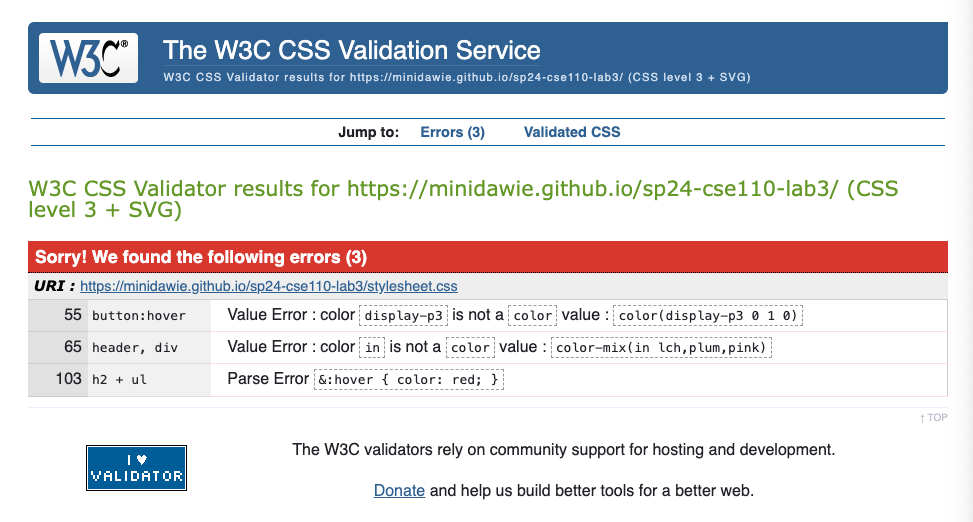 W3C®
The W3C CSS Validation Service
W3C CSS Validator results for https://minidawie.github.io/sp24-cse110-lab3/ (CSS level 3 + SVG)
Jump to: Errors (3) Validated CSS
W3C CSS Validator results for https://minidawie.github.io/sp24-cse110-lab3/ (CSS
level 3 + SVG)
Sorry! We found the following errors (3)
URI : https://minidawie.github.io/sp24-cse110-lab3/stylesheet.css
55 button:hover Value Error : color display-p3 is not a color value : color(display-p3 0 1 0)
65 header, div Value Error : color in is not a color value : color-mix(in lch,plum,pink)
103 h2 + ul Parse Error &:hover { color: red; }
↑ TOP
I ♥
VALIDATOR
The W3C validators rely on community support for hosting and development.
Donate and help us build better tools for a better web.